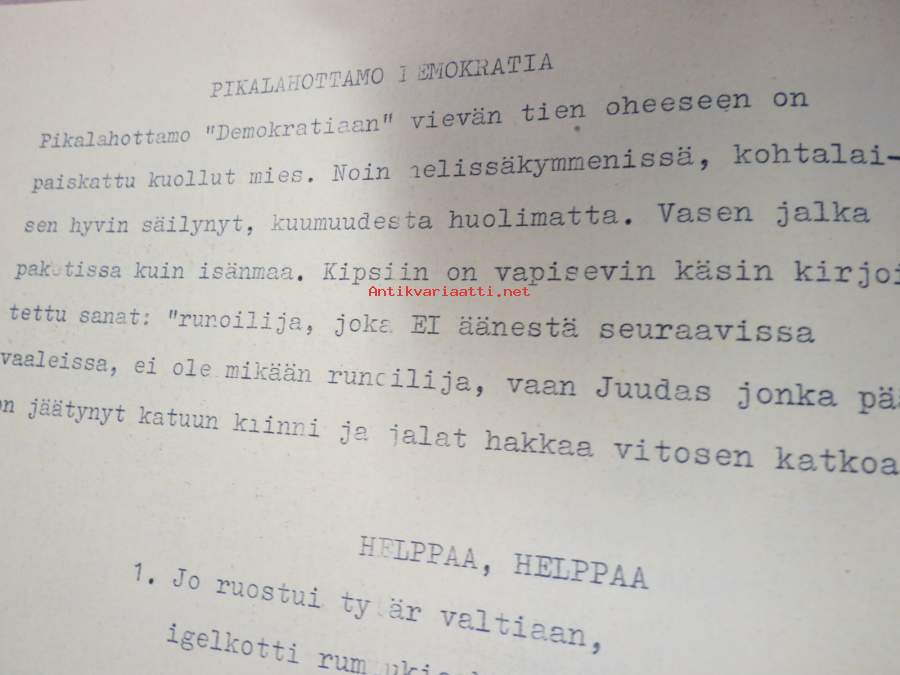 PIKALAHOTTAMO DEMOKRATIA
Pikalahottamo "Demokratiaan" vievän tien oheeseen on
paiskattu kuollut mies. Noin nelissäkymmenissä, kohtalai-
sen hyvin säilynyt, kuumuudesta huolimatta. Vasen jalka
paketissa kuin isänmaa. Kipsiin on vapisevin käsin kirjoi
Antikvariaatti.net
tettu sanat: "runoilija, joka EI äänestä seuraavissa
vaaleissa, ei ole mikään runoilija, vaan Juudas jonka
on jäätynyt katuun kiinni ja jalat hakkaa vitosen katkoa
HELPPAA, HELPPAA
1. Jo ruostui tytär valtiaan,
igelkotti